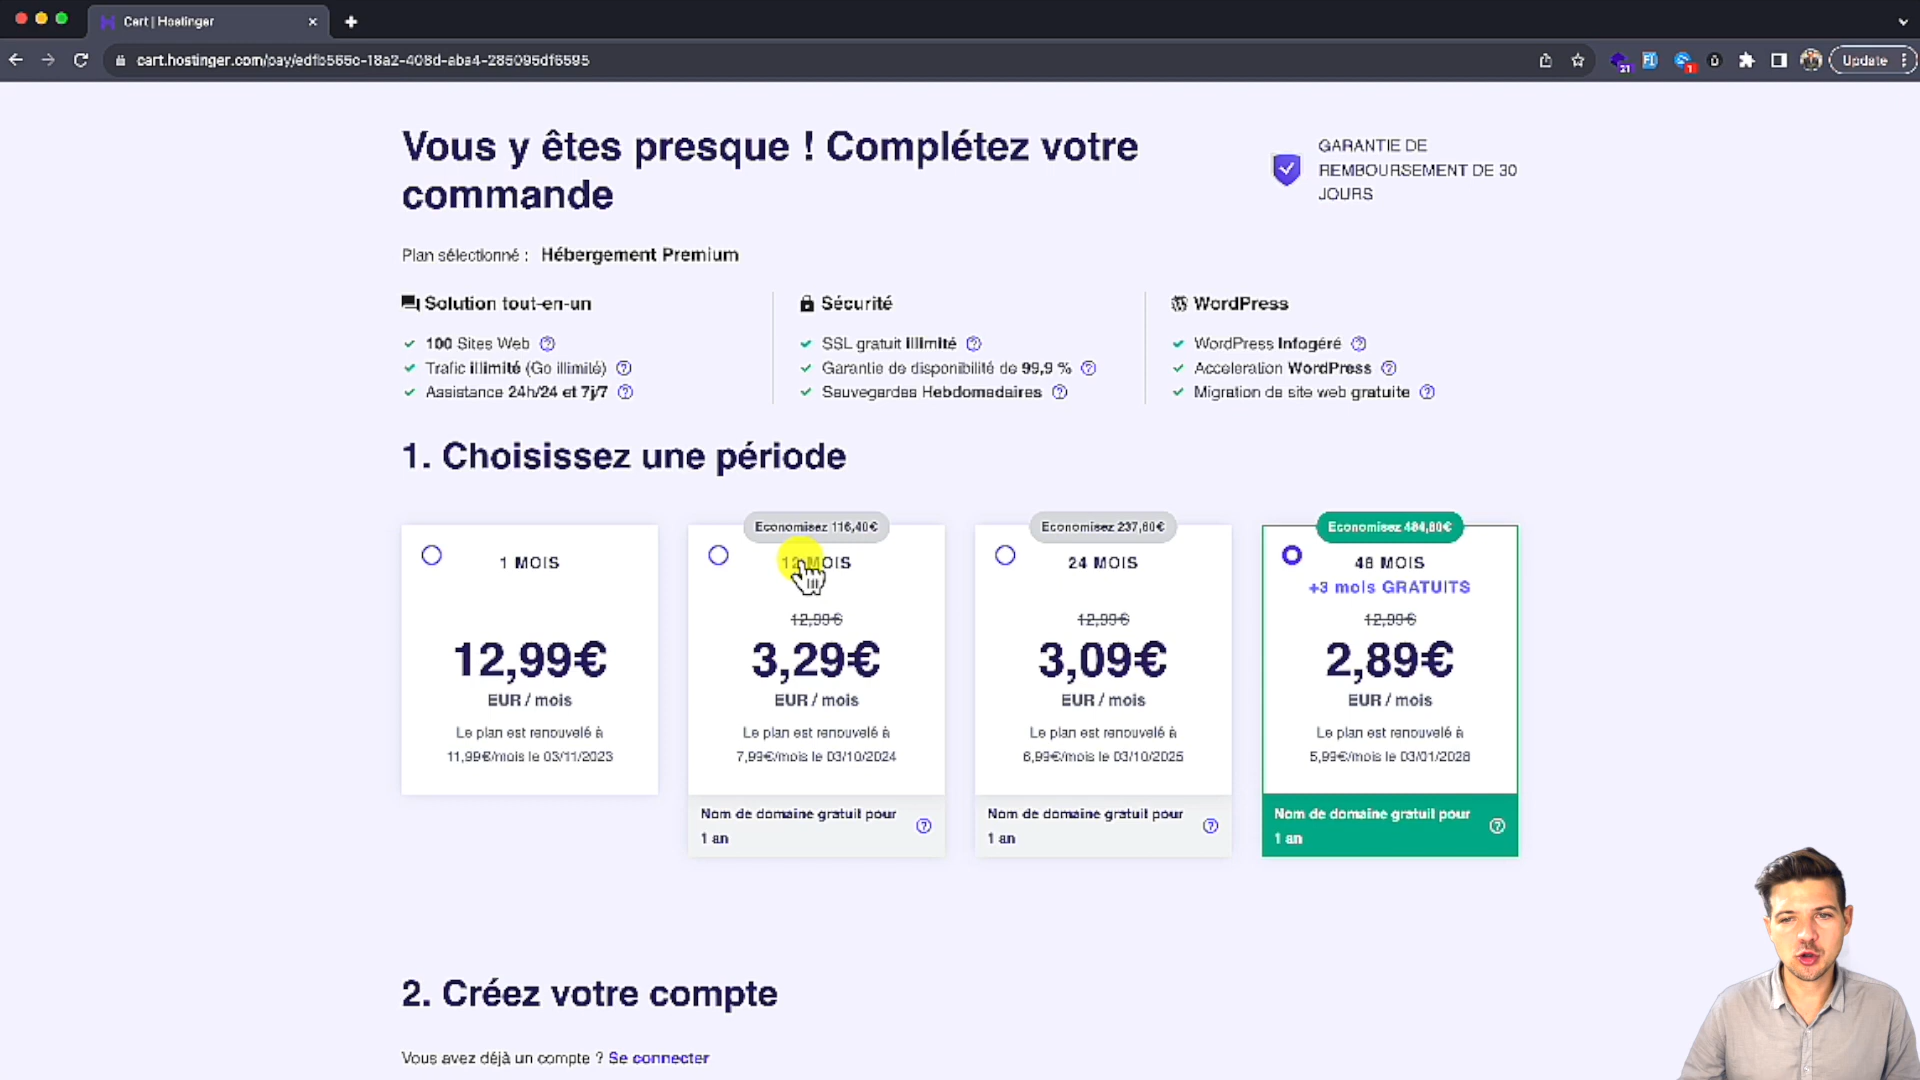 Cart | Hostinger
cart.hostinger.com/pay/edfb565c-18a2-408d-aba4-285095df6595
Update
21
1
Vous y êtes presque ! Complétez votre
commande
GARANTIE DE
REMBOURSEMENT DE 30
JOURS
Plan sélectionné : Hébergement Premium
Solution tout-en-un
100 Sites Web
Trafic illimité (Go illimité)
Assistance 24h/24 et 7j/7
Sécurité
SSL gratuit Illimité
Garantie de disponibilité de 99,9 %
Sauvegardes Hebdomadaires
WordPress
WordPress Infogéré
Acceleration WordPress
Migration de site web gratuite
1. Choisissez une période
1 MOIS
12,99€
EUR / mois
Le plan est renouvelé à
11,99€/mois le 03/11/2023
Economisez 116,40€
12 MOIS
12,99€
3,29€
EUR / mois
Le plan est renouvelé à
7,99€/mois le 03/10/2024
Nom de domaine gratuit pour
1 an
Economisez 237,60€
24 MOIS
12,99€
3,09€
EUR / mois
Le plan est renouvelé à
6,99€/mois le 03/10/2025
Nom de domaine gratuit pour
1 an
Economisez 484,80€
48 MOIS
+3 mois GRATUITS
12,99€
2,89€
EUR / mois
Le plan est renouvelé à
5,99€/mois le 03/01/2028
Nom de domaine gratuit pour
1 an
2. Créez votre compte
Vous avez déjà un compte ? Se connecter